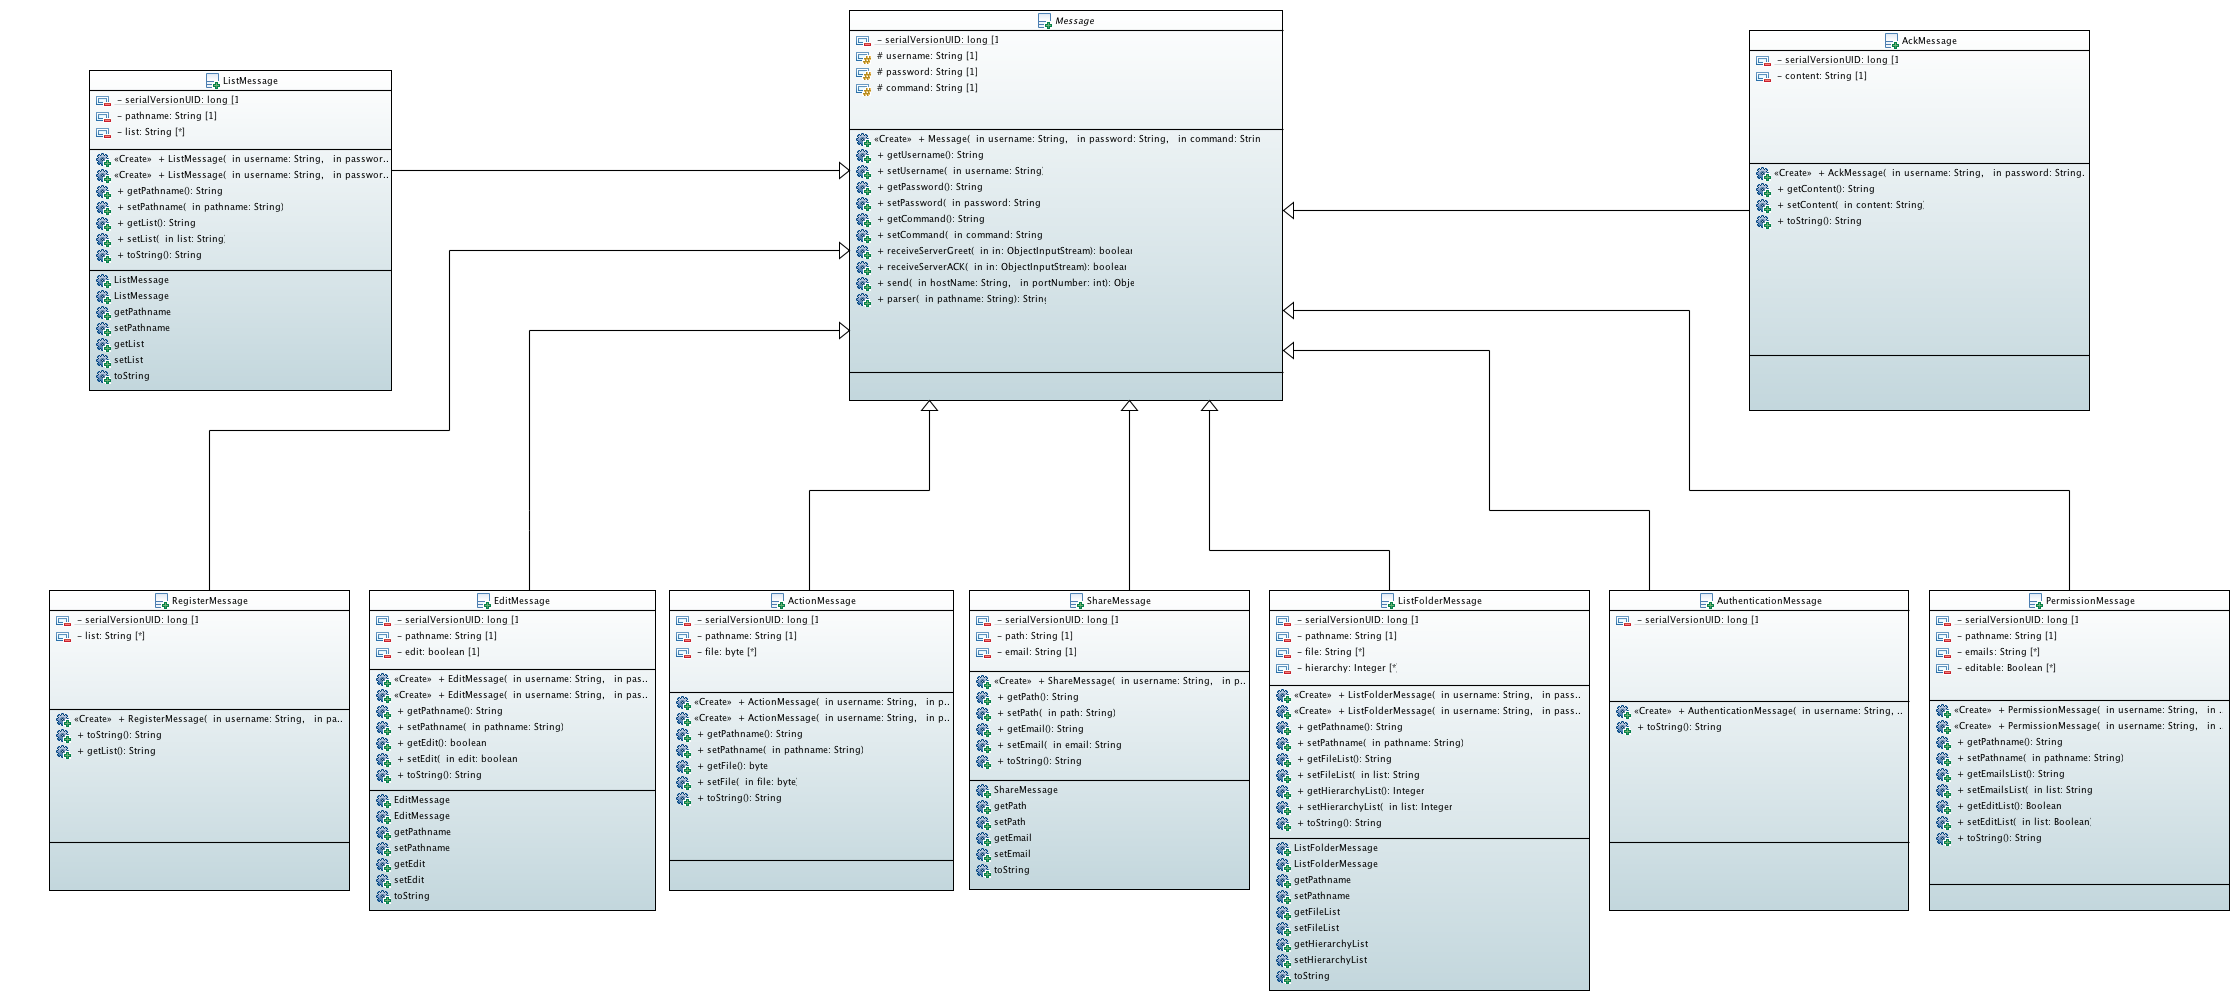 Message
- serialVersionUID: long [1
# username: String [1]
# password: String [1]
# command: String [1]
«Create» + Message( in username: String, in password: String, in command: Strin
+ getUsername(): String
+ setUsername( in username: String
+ getPassword(): String
+ setPassword( in password: String
+ getCommand(): String
+ setCommand( in command: String
+ receiveServerGreet( in in: ObjectInputStream): boolear
+ receiveServerACK( in in: ObjectInputStream): boolear
+ send( in hostName: String, in portNumber: int): Obje
+ parser( in pathname: String): String
AckMessage
- serialVersionUID: long [1
- content: String [1]
«Create» + AckMessage( in username: String, in password: String..
+ getContent(): String
+ setContent( in content: String
+ toString(): String
ListMessage
- serialVersionUID: long [1
- pathname: String [1]
- list: String [*]
«Create» + ListMessage( in username: String, in passwor..
«Create» + ListMessage( in username: String, in passwor..
+ getPathname(): String
+ setPathname( in pathname: String)
+ getList(): String
+ setList( in list: String
+ toString(): String
ListMessage
ListMessage
getPathname
setPathname
getList
setList
toString
RegisterMessage
- serialVersionUID: long [1
- list: String [*]
«Create» + RegisterMessage( in username: String, in pa..
+ toString(): String
+ getList(): String
EditMessage
- serialVersionUID: long [1
- pathname: String [1]
- edit: boolean [1]
«Create» + EditMessage( in username: String, in pas..
«Create» + EditMessage( in username: String, in pas..
+ getPathname(): String
+ setPathname( in pathname: String)
+ getEdit(): boolean
+ setEdit( in edit: boolean
+ toString(): String
EditMessage
EditMessage
getPathname
setPathname
getEdit
setEdit
toString
ActionMessage
- serialVersionUID: long [1
- pathname: String [1]
- file: byte [*]
«Create» + ActionMessage( in username: String, in p..
«Create» + ActionMessage( in username: String, in p..
+ getPathname(): String
+ setPathname( in pathname: String)
+ getFile(): byte
+ setFile( in file: byte
+ toString(): String
ShareMessage
- serialVersionUID: long [1
- path: String [1]
- email: String [1]
«Create» + ShareMessage( in username: String, in p..
+ getPath(): String
+ setPath( in path: String)
+ getEmail(): String
+ setEmail( in email: String
+ toString(): String
ShareMessage
getPath
setPath
getEmail
setEmail
toString
ListFolderMessage
- serialVersionUID: long [1
- pathname: String [1]
- file: String [*]
- hierarchy: Integer [*
«Create» + ListFolderMessage( in username: String, in pass..
«Create» + ListFolderMessage( in username: String, in pass..
+ getPathname(): String
+ setPathname( in pathname: String)
+ getFileList(): String
+ setFileList( in list: String
+ getHierarchyList(): Integer
+ setHierarchyList( in list: Integer
+ toString(): String
ListFolderMessage
ListFolderMessage
getPathname
setPathname
getFileList
setFileList
getHierarchyList
setHierarchyList
toString
AuthenticationMessage
- serialVersionUID: long [1
«Create» + AuthenticationMessage( in username: String, ..
+ toString(): String
PermissionMessage
- serialVersionUID: long [1
- pathname: String [1]
- emails: String [*]
- editable: Boolean [*]
«Create» + PermissionMessage( in username: String, in ..
«Create» + PermissionMessage( in username: String, in ..
+ getPathname(): String
+ setPathname( in pathname: String)
+ getEmailsList(): String
+ setEmailsList( in list: String
+ getEditList(): Boolean
+ setEditList( in list: Boolean
+ toString(): String